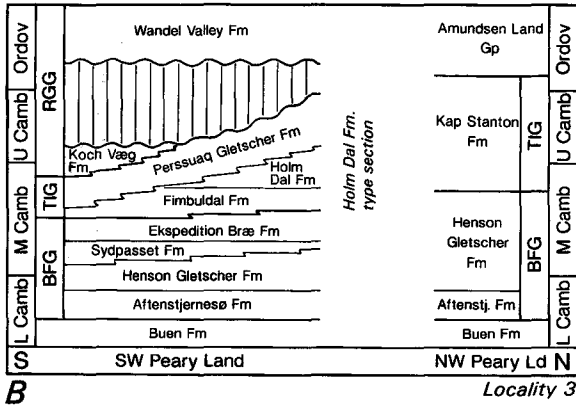 Ordov
U Camb
M Camb
L Camb
RGG
TIG
BFG
Wandel Valley Fm
Koch Væg
Fm
Perssuaq Gletscher Fm
Holm
Dal Fm
Fimbuldal Fm
Ekspedition Bræ Fm
Sydpasset Fm
Henson Gletscher Fm
Aftenstjernesø Fm
Buen Fm
Holm Dal Fm.
type section
Amundsen Land
Gp
Kap Stanton
Fm
Henson
Gletscher
Fm
Aftenstj. Fm
Buen Fm
TIG
BFG
Ordov
U Camb
M Camb
L Camb
S SW Peary Land NW Peary Ld N
B Locality 3